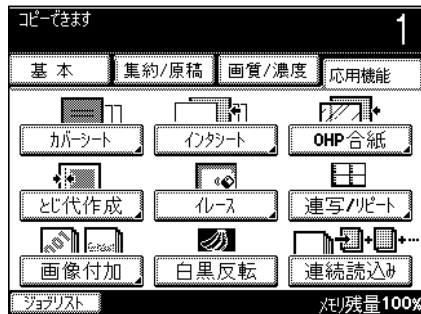 コピーできます 1
基本 集約/原稿 画質/濃度 応用機能
カバーシート インタシート OHP合紙
とじ代作成 イレース 連写/リピート
画像付加 白黒反転 連続読込み
ジョブリスト メモリ残量100%